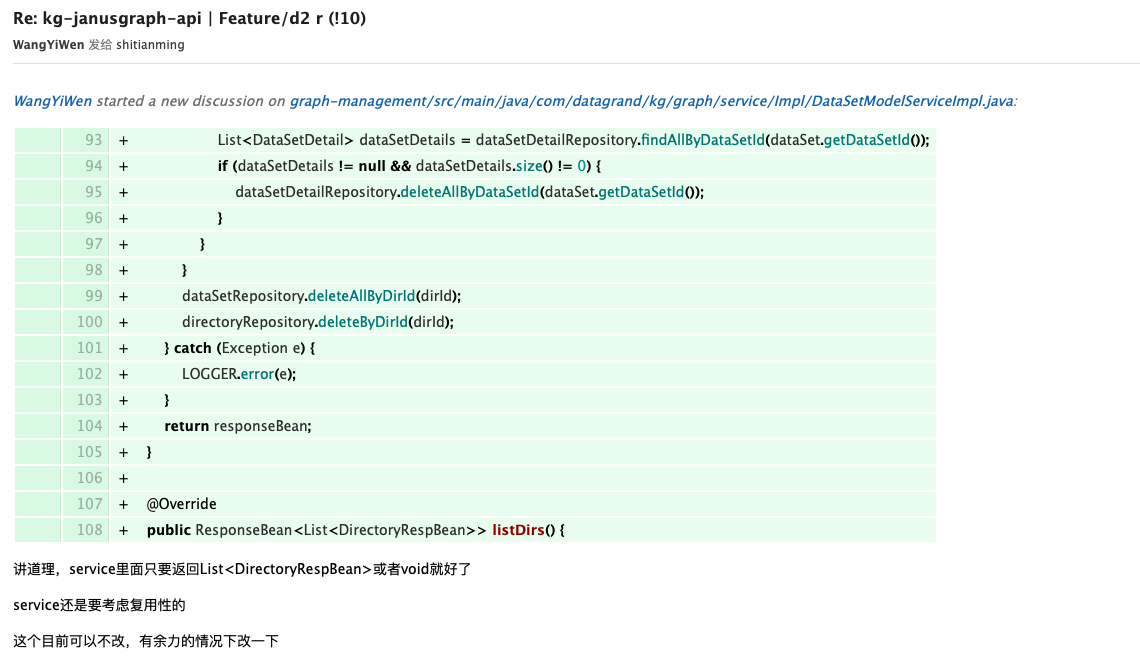 Re: kg-janusgraph-api | Feature/d2 r (!10)
WangYiWen 发给 shitianming
WangYiWen started a new discussion on graph-management/src/main/java/com/datagrand/kg/graph/service/Impl/DataSetModelServiceImpl.java:
93 + List<DataSetDetail> dataSetDetails = dataSetDetailRepository.findAllByDataSetId(dataSet.getDataSetId());
94 + if (dataSetDetails != null && dataSetDetails.size() != 0) {
95 + dataSetDetailRepository.deleteAllByDataSetId(dataSet.getDataSetId());
96 + }
97 + }
98 + }
99 + dataSetRepository.deleteAllByDirId(dirId);
100 + directoryRepository.deleteByDirId(dirId);
101 + } catch (Exception e) {
102 + LOGGER.error(e);
103 + }
104 + return responseBean;
105 + }
106 +
107 + @Override
108 + public ResponseBean<List<DirectoryRespBean>> listDirs() {
讲道理，service里面只要返回List<DirectoryRespBean>或者void就好了
service还是要考虑复用性的
这个目前可以不改，有余力的情况下改一下